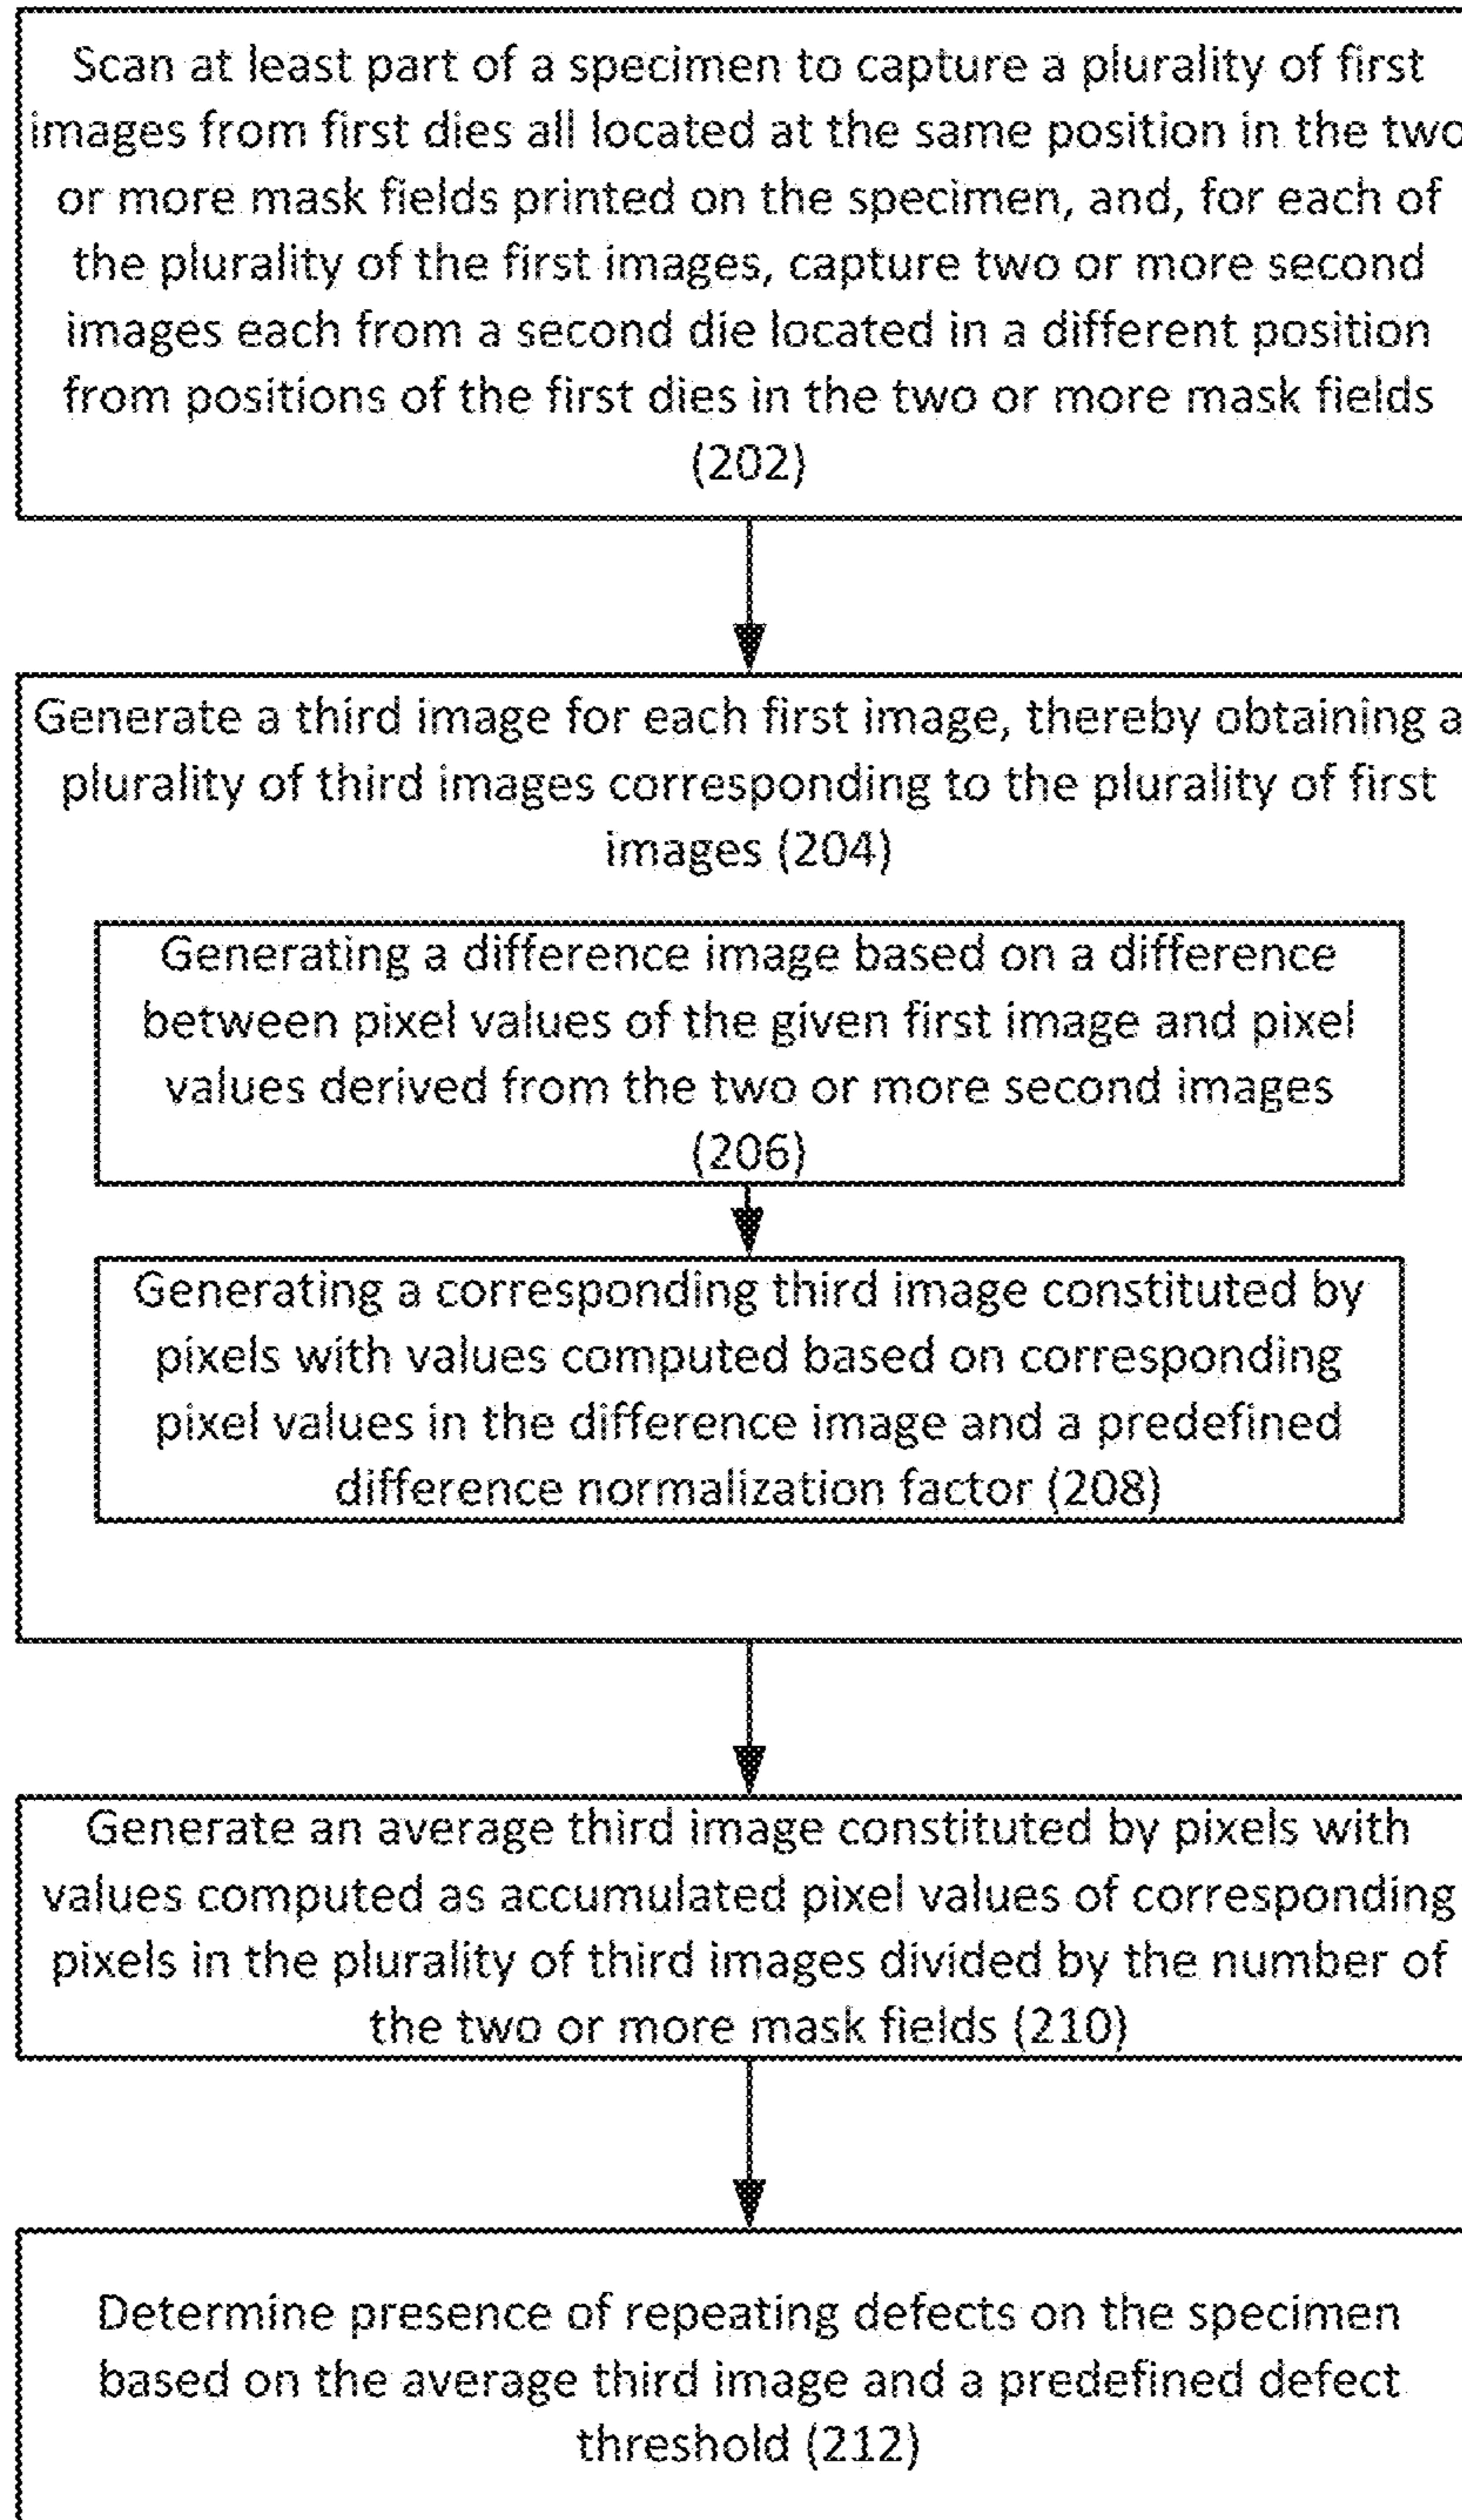 Scan at least part of a specimen to capture a plurality of first
images from first dies all located at the same position in the two
or more mask fields printed on the specimen, and, for each of
the plurality of the first images, capture two or more second
images each from a second die located in a different position
from positions of the first dies in the two or more mask fields
(202)
Generate a third image for each first image, thereby obtaining a
plurality of third images corresponding to the plurality of first
images (204)
Generating a difference image based on a difference
between pixel values of the given first image and pixel
values derived from the two or more second images
(206)
Generating a corresponding third image constituted by
pixels with values computed based on corresponding
pixel values in the difference image and a predefined
difference normalization factor (208)
Generate an average third image constituted by pixels with
values computed as accumulated pixel values of corresponding
pixels in the plurality of third images divided by the number of
the two or more mask fields (210)
Determine presence of repeating defects on the specimen
based on the average third image and a predefined defect
threshold (212)